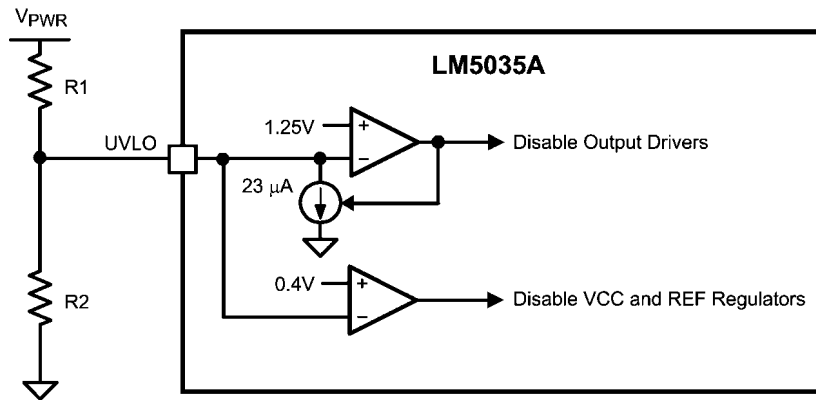 VPWR
LM5035A
R1
1.25V
+
−
UVLO
Disable Output Drivers
23 μA
0.4V
+
−
R2
Disable VCC and REF Regulators